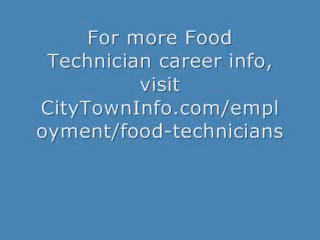 For more Food
Technician career info,
visit
CityTownInfo.com/empl
oyment/food-technicians